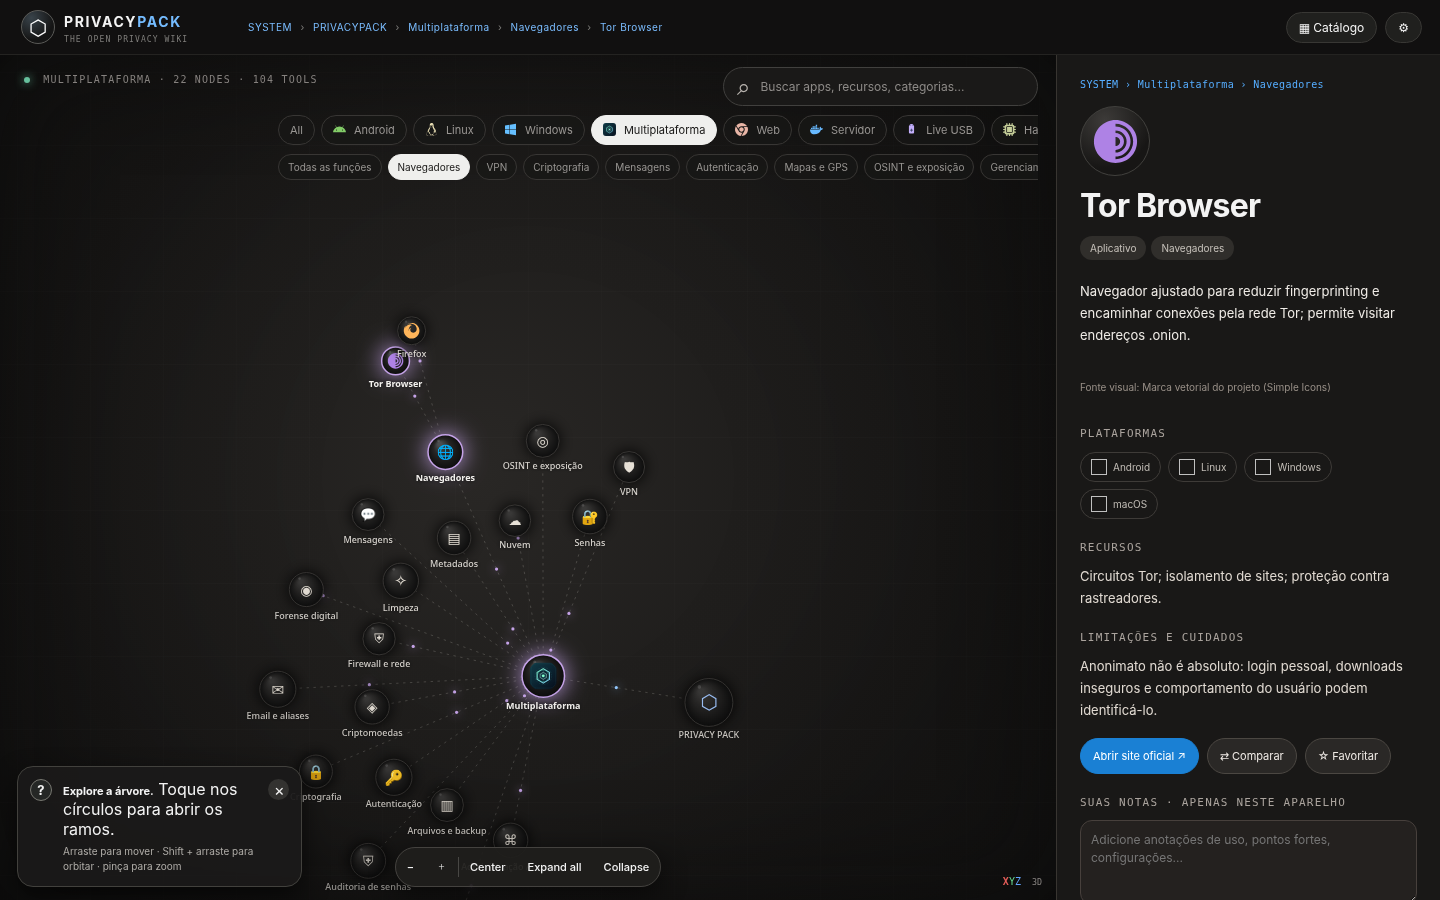 PRIVACYPACK
THE OPEN PRIVACY WIKI
SYSTEM › PRIVACYPACK › Multiplataforma › Navegadores › Tor Browser
Catálogo
MULTIPLATAFORMA · 22 NODES · 104 TOOLS
Buscar apps, recursos, categorias...
All Android Linux Windows Multiplataforma Web Servidor Live USB Ha
Todas as funções Navegadores VPN Criptografia Mensagens Autenticação Mapas e GPS OSINT e exposição Gerencian
Firefox
Tor Browser
Navegadores
OSINT e exposição
VPN
Mensagens
Metadados
Nuvem
Senhas
Forense digital
Limpeza
Firewall e rede
Email e aliases
Criptomoedas
Multiplataforma
PRIVACY PACK
ptografia
Autenticação
Arquivos e backup
Auditoria de senhas
? Explore a árvore. Toque nos
círculos para abrir os
ramos.
Arraste para mover · Shift + arraste para
orbitar · pinça para zoom
×
− + Center Expand all Collapse
XYZ 3D
SYSTEM › Multiplataforma › Navegadores
Tor Browser
Aplicativo Navegadores
Navegador ajustado para reduzir fingerprinting e
encaminhar conexões pela rede Tor; permite visitar
endereços .onion.
Fonte visual: Marca vetorial do projeto (Simple Icons)
PLATAFORMAS
Android Linux Windows
macOS
RECURSOS
Circuitos Tor; isolamento de sites; proteção contra
rastreadores.
LIMITAÇÕES E CUIDADOS
Anonimato não é absoluto: login pessoal, downloads
inseguros e comportamento do usuário podem
identificá-lo.
Abrir site oficial ↗ ⇄ Comparar ☆ Favoritar
SUAS NOTAS · APENAS NESTE APARELHO
Adicione anotações de uso, pontos fortes,
configurações...